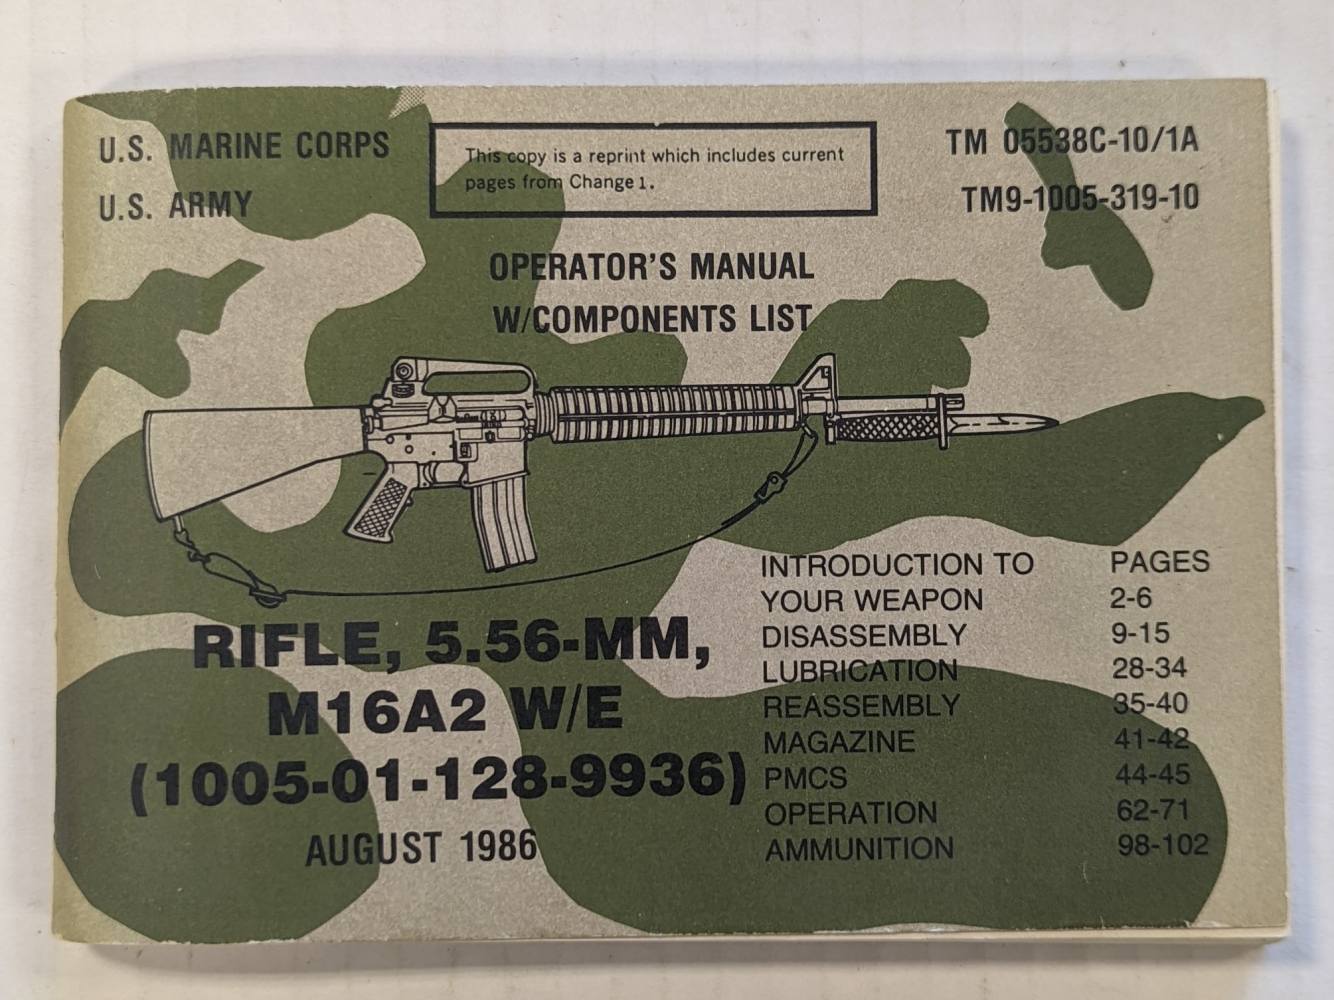 U.S. MARINE CORPS
U.S. ARMY
This copy is a reprint which includes current
pages from Change 1.
TM 05538C-10/1A
TM9-1005-319-10
OPERATOR'S MANUAL
W/COMPONENTS LIST
RIFLE, 5.56-MM,
M16A2 W/E
(1005-01-128-9936)
AUGUST 1986
INTRODUCTION TO PAGES
YOUR WEAPON 2-6
DISASSEMBLY 9-15
LUBRICATION 28-34
REASSEMBLY 35-40
MAGAZINE 41-42
PMCS 44-45
OPERATION 62-71
AMMUNITION 98-102